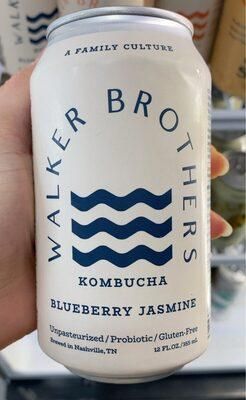 A FAMILY CULTURE
WALKER BROTHERS
KOMBUCHA
BLUEBERRY JASMINE
Unpasteurized/Probiotic/Gluten-Free
Brewed in Nashville, TN
12 FL.OZ./355 mL